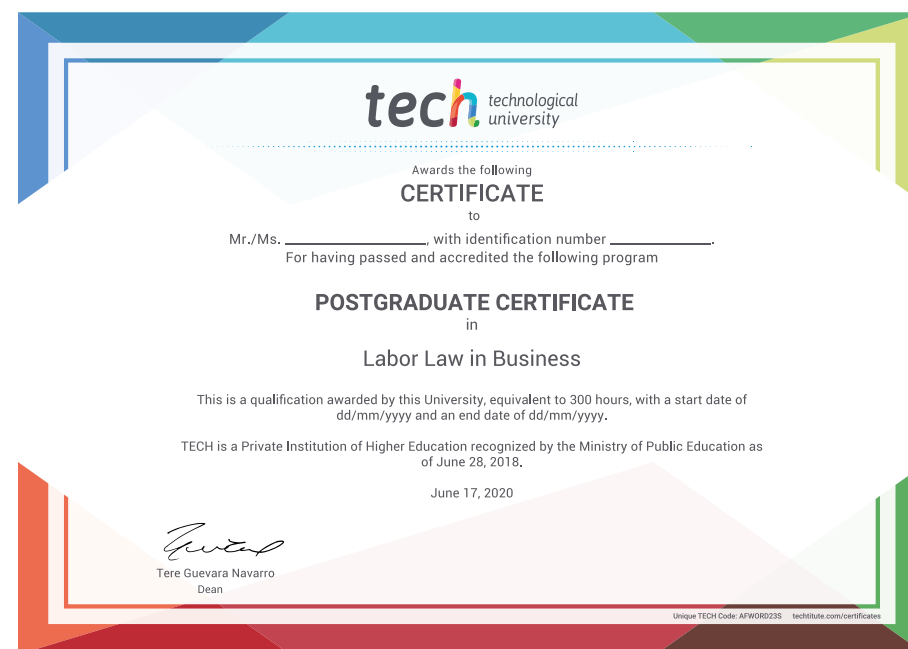 tech technological
university
Awards the following
CERTIFICATE
to
Mr./Ms. ____________________, with identification number ______________.
For having passed and accredited the following program
POSTGRADUATE CERTIFICATE
in
Labor Law in Business
This is a qualification awarded by this University, equivalent to 300 hours, with a start date of
dd/mm/yyyy and an end date of dd/mm/yyyy.
TECH is a Private Institution of Higher Education recognized by the Ministry of Public Education as
of June 28, 2018.
June 17, 2020
Tere Guevara Navarro
Dean
Unique TECH Code: AFWORD23S techtitute.com/certificates